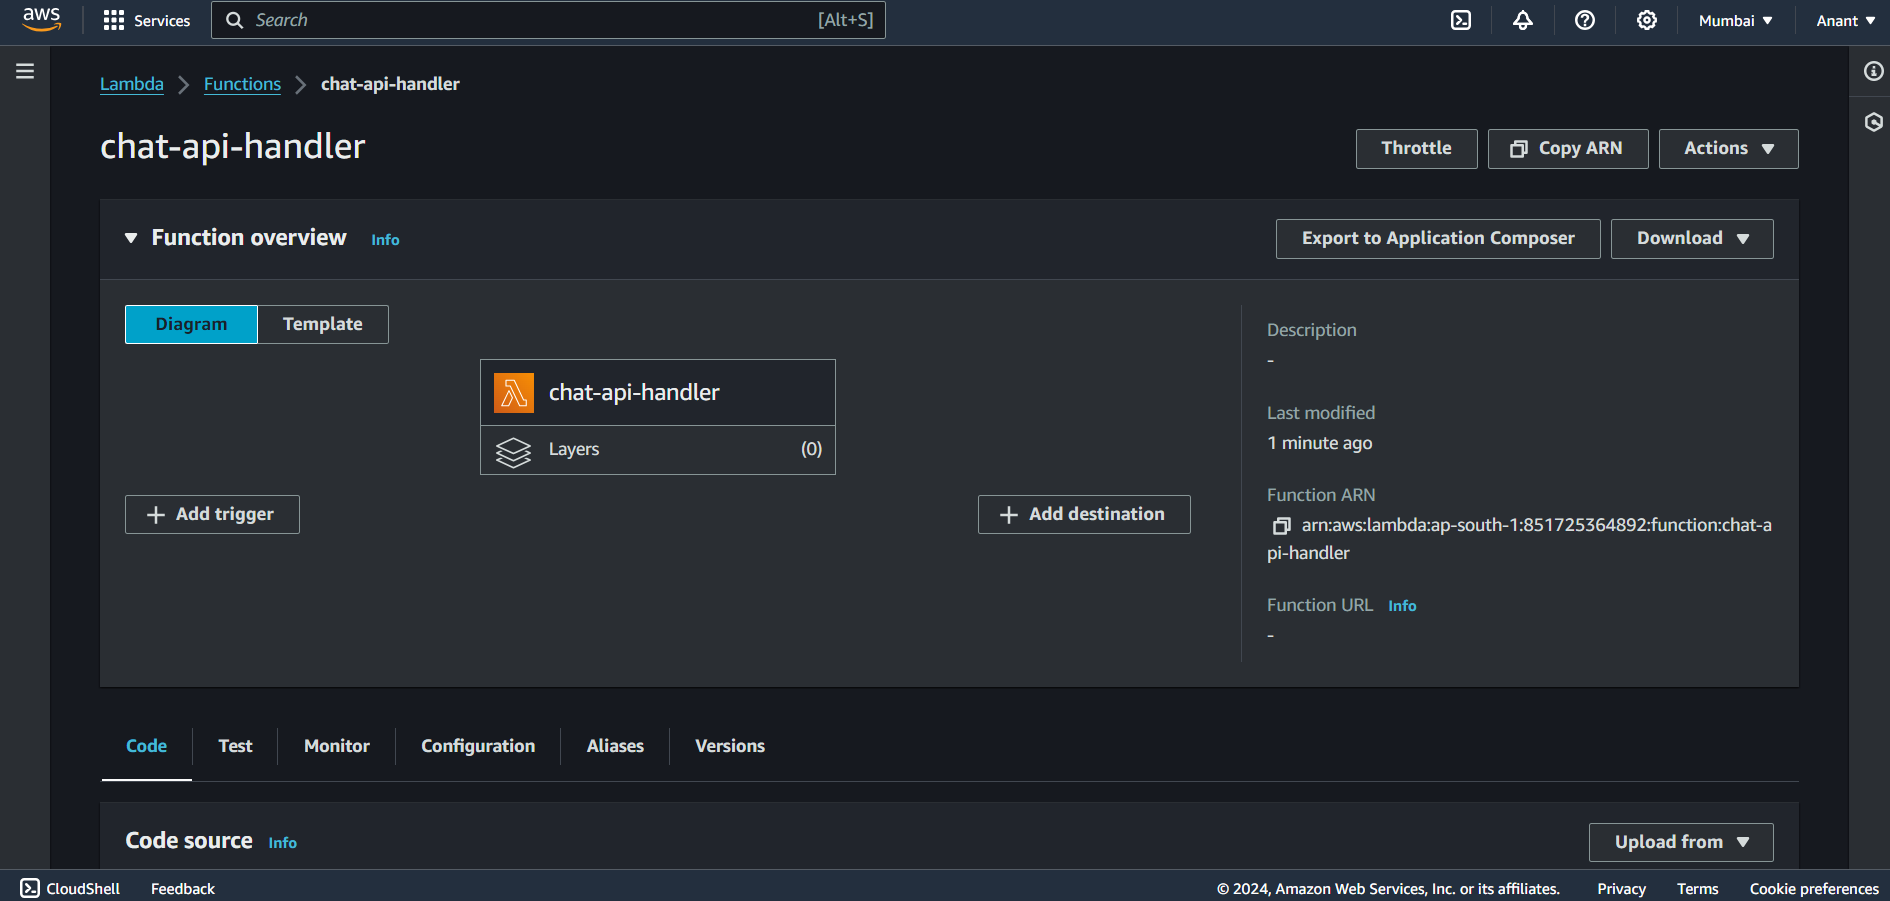 aws
Services
Search [Alt+S]
Mumbai
Anant
Lambda
Functions
chat-api-handler
chat-api-handler
Throttle
Copy ARN
Actions
Function overview
Info
Export to Application Composer
Download
Diagram
Template
chat-api-handler
Layers
(0)
Add trigger
Add destination
Description
-
Last modified
1 minute ago
Function ARN
arn:aws:lambda:ap-south-1:851725364892:function:chat-a
pi-handler
Function URL Info
-
Code
Test
Monitor
Configuration
Aliases
Versions
Code source Info
Upload from
CloudShell
Feedback
© 2024, Amazon Web Services, Inc. or its affiliates.
Privacy
Terms
Cookie preferences